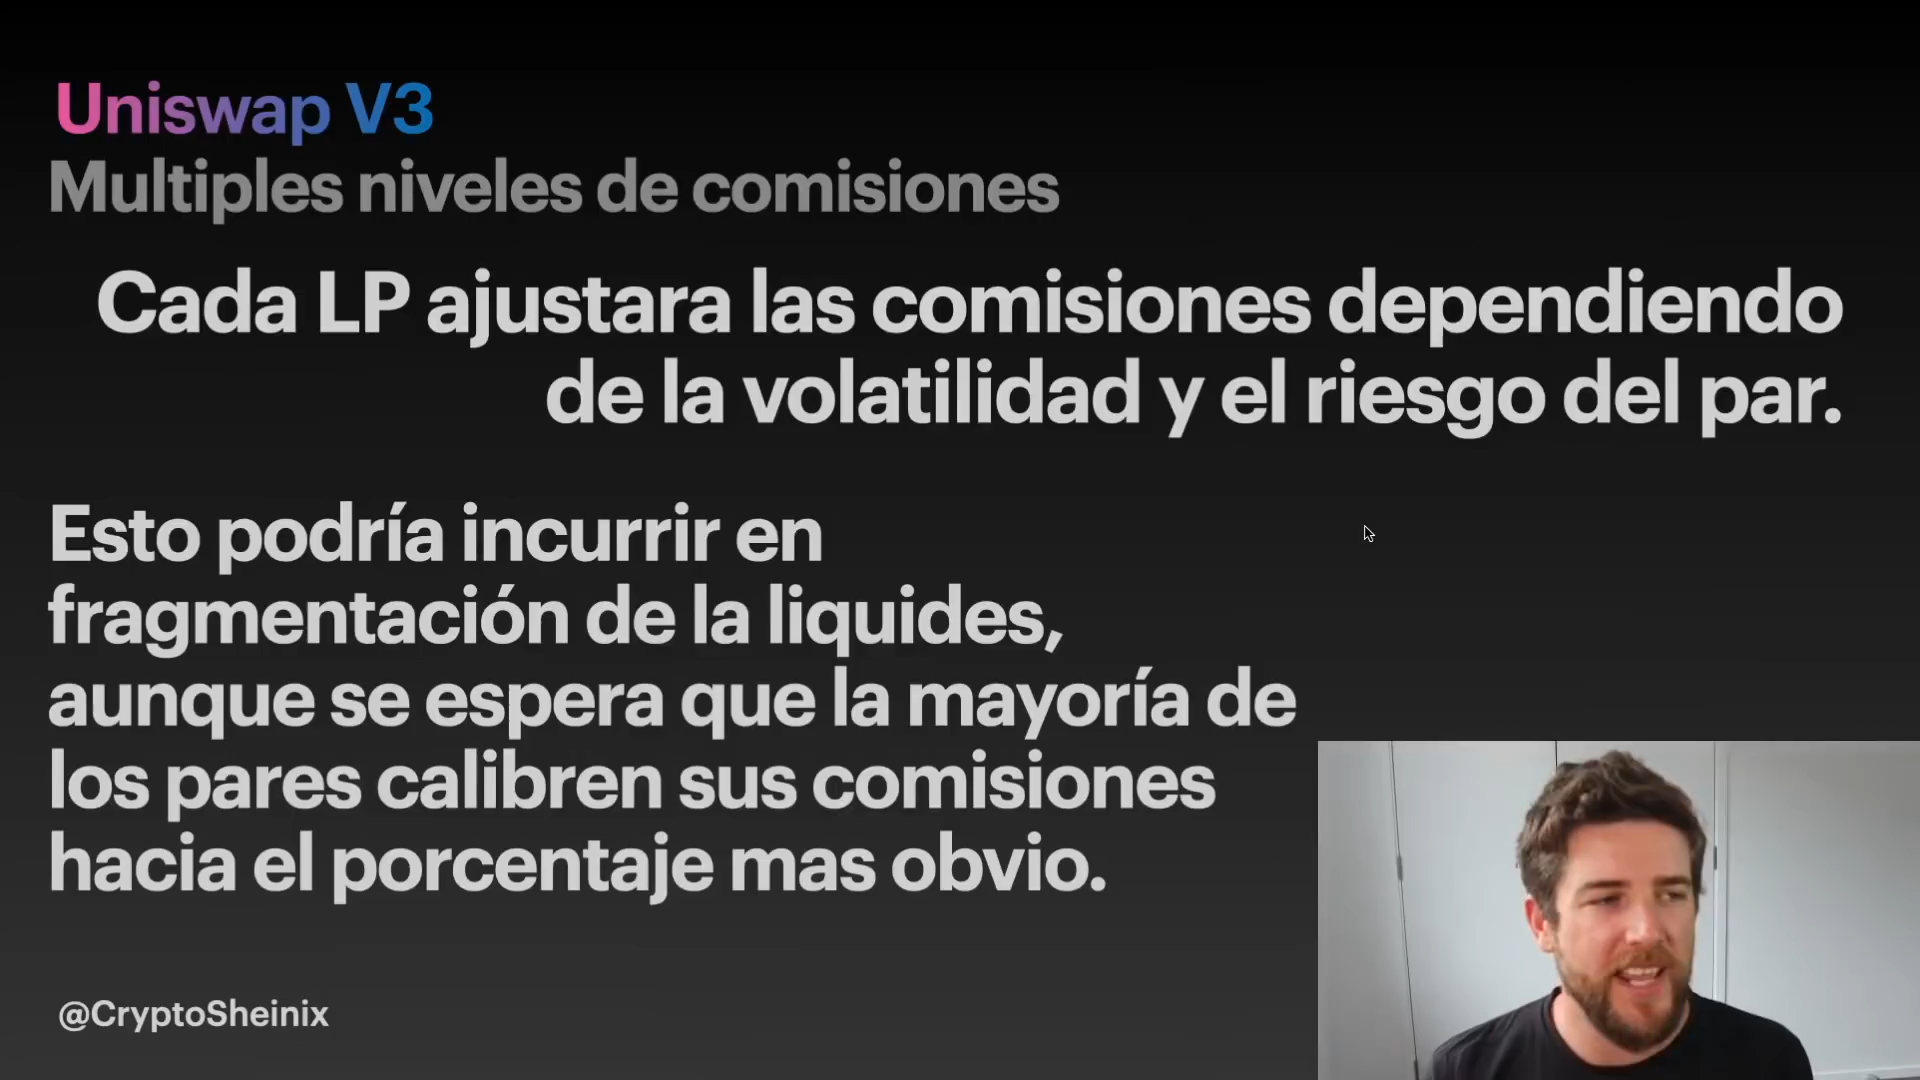 Uniswap V3
Multiples niveles de comisiones
Cada LP ajustara las comisiones dependiendo
de la volatilidad y el riesgo del par.
Esto podría incurrir en
fragmentación de la liquides,
aunque se espera que la mayoría de
los pares calibren sus comisiones
hacia el porcentaje mas obvio.
@CryptoSheinix